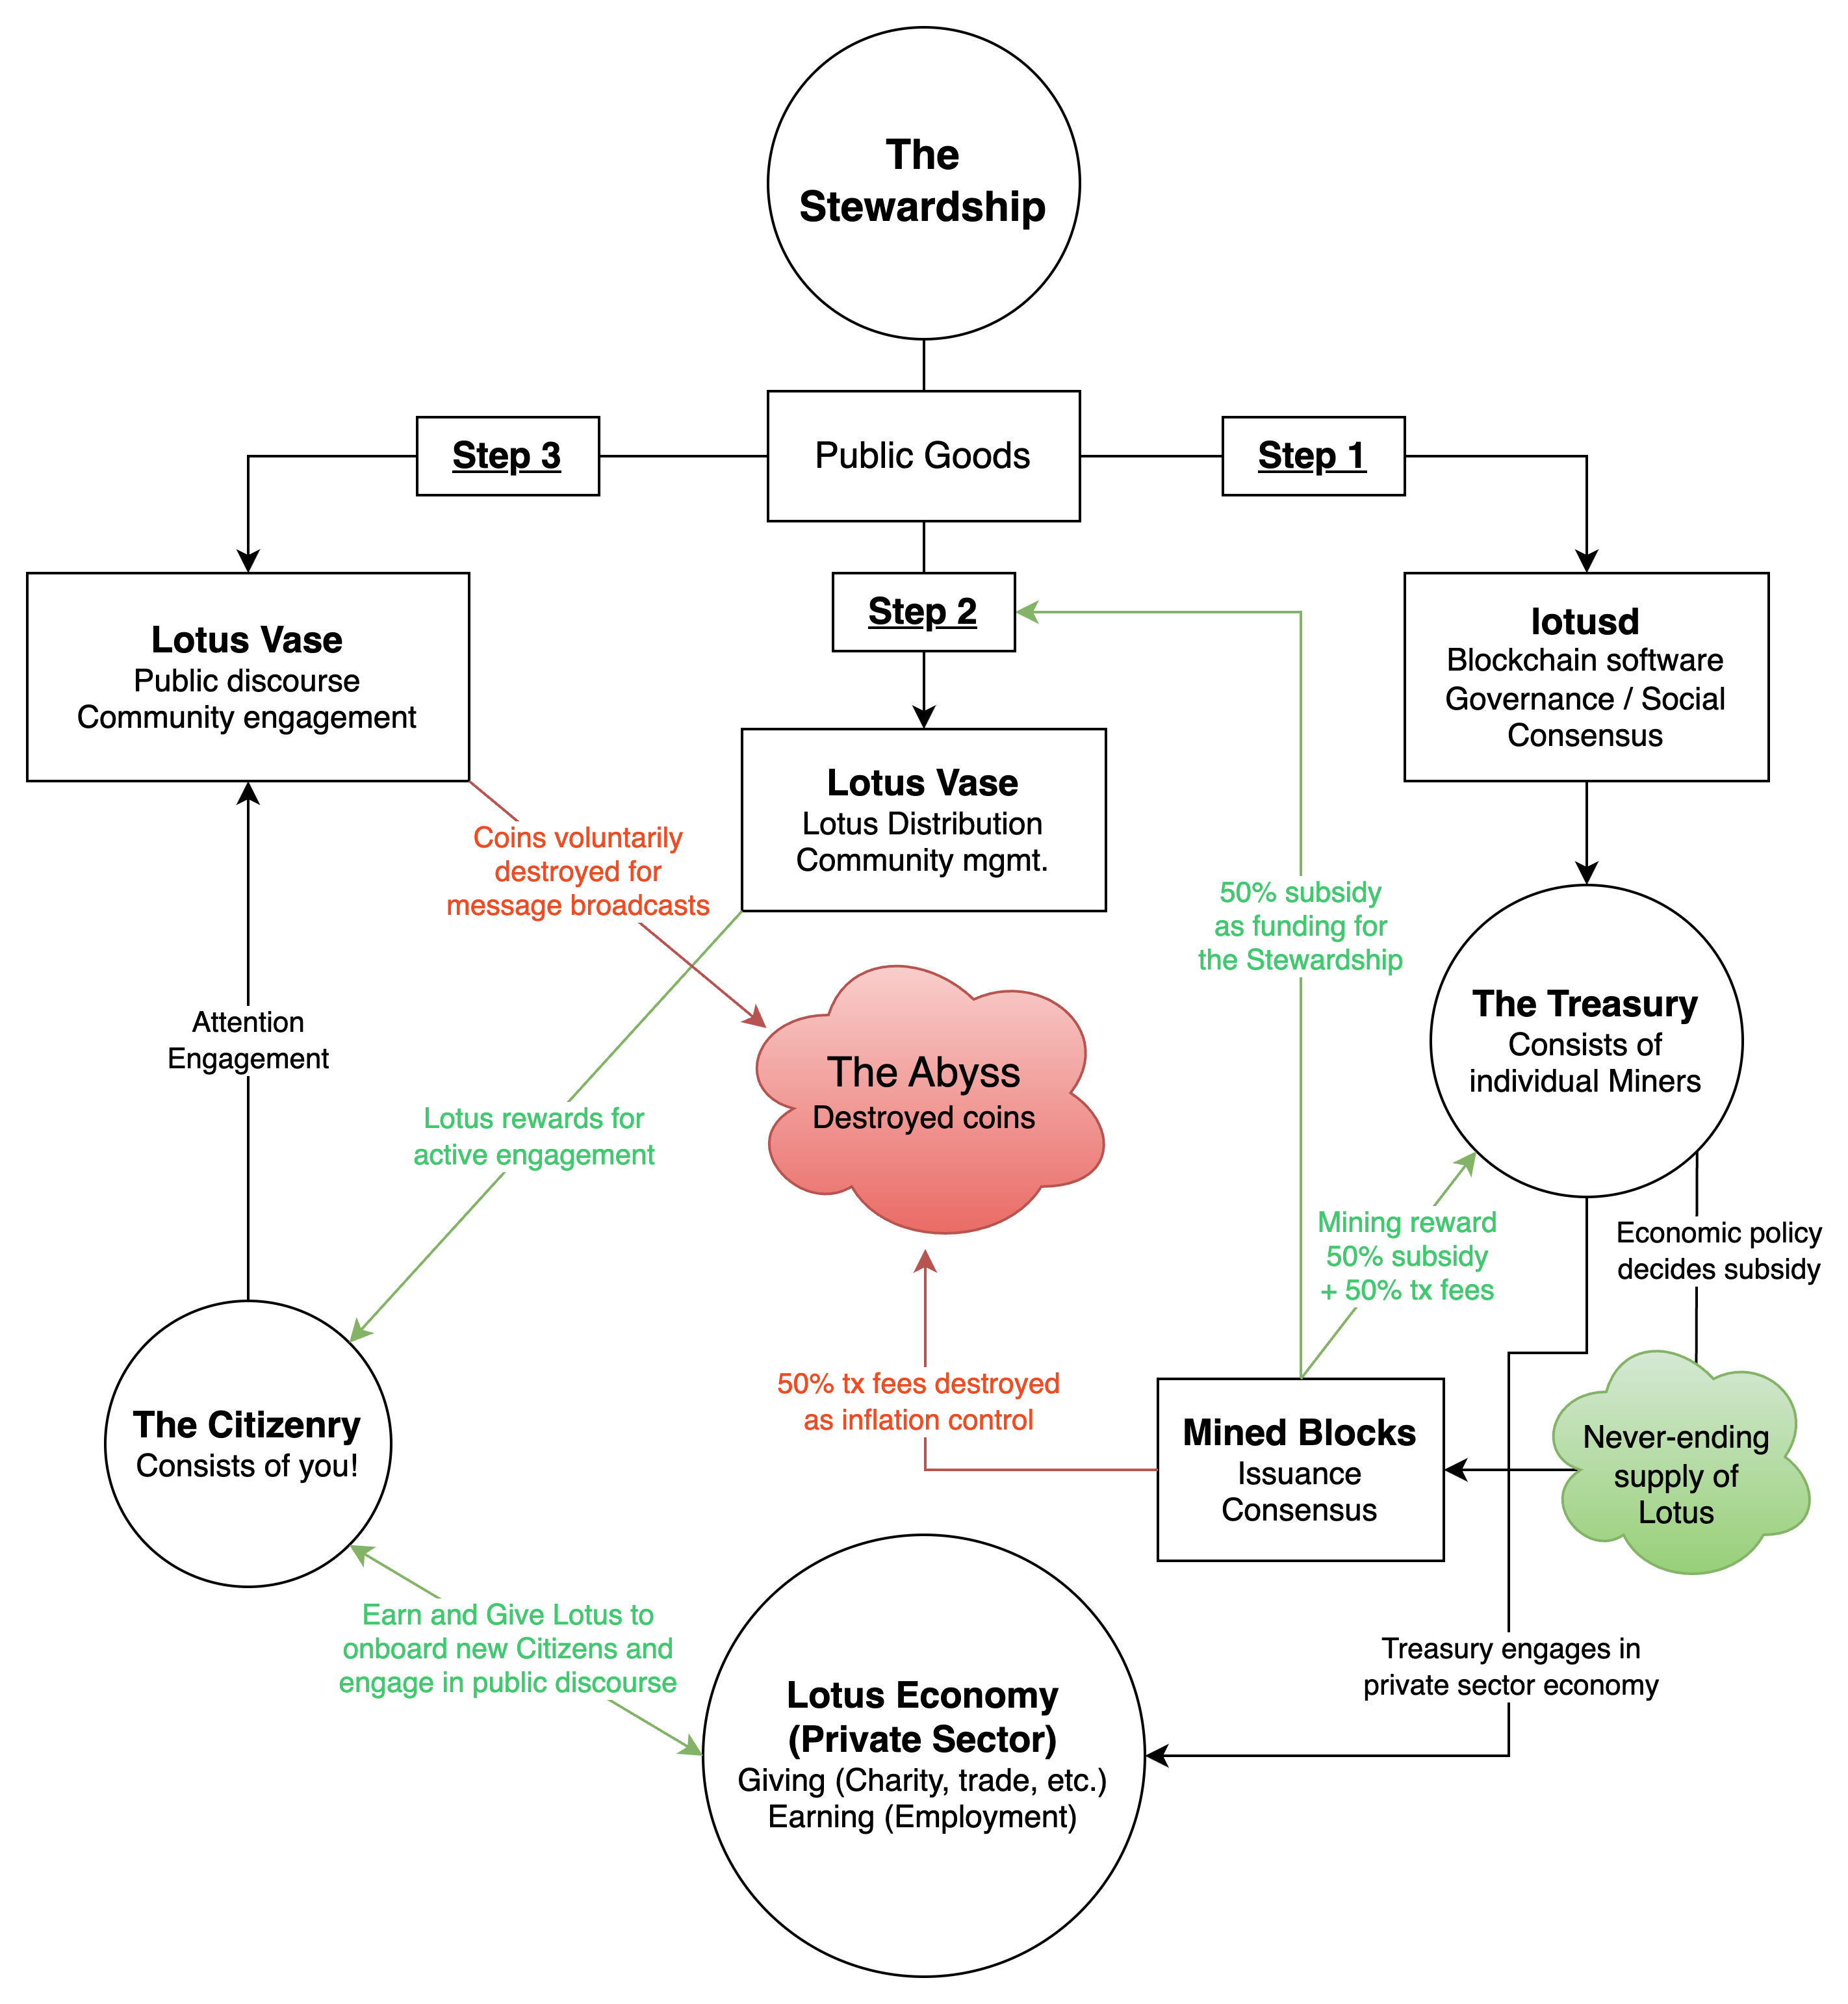 The
Stewardship
Public Goods
Step 3
Step 1
Step 2
Lotus Vase
Public discourse
Community engagement
lotusd
Blockchain software
Governance / Social
Consensus
Lotus Vase
Lotus Distribution
Community mgmt.
Coins voluntarily
destroyed for
message broadcasts
50% subsidy
as funding for
the Stewardship
The Treasury
Consists of
individual Miners
Attention
Engagement
The Abyss
Destroyed coins
Lotus rewards for
active engagement
Mining reward
50% subsidy
+ 50% tx fees
Economic policy
decides subsidy
50% tx fees destroyed
as inflation control
The Citizenry
Consists of you!
Mined Blocks
Issuance
Consensus
Never-ending
supply of
Lotus
Earn and Give Lotus to
onboard new Citizens and
engage in public discourse
Treasury engages in
private sector economy
Lotus Economy
(Private Sector)
Giving (Charity, trade, etc.)
Earning (Employment)